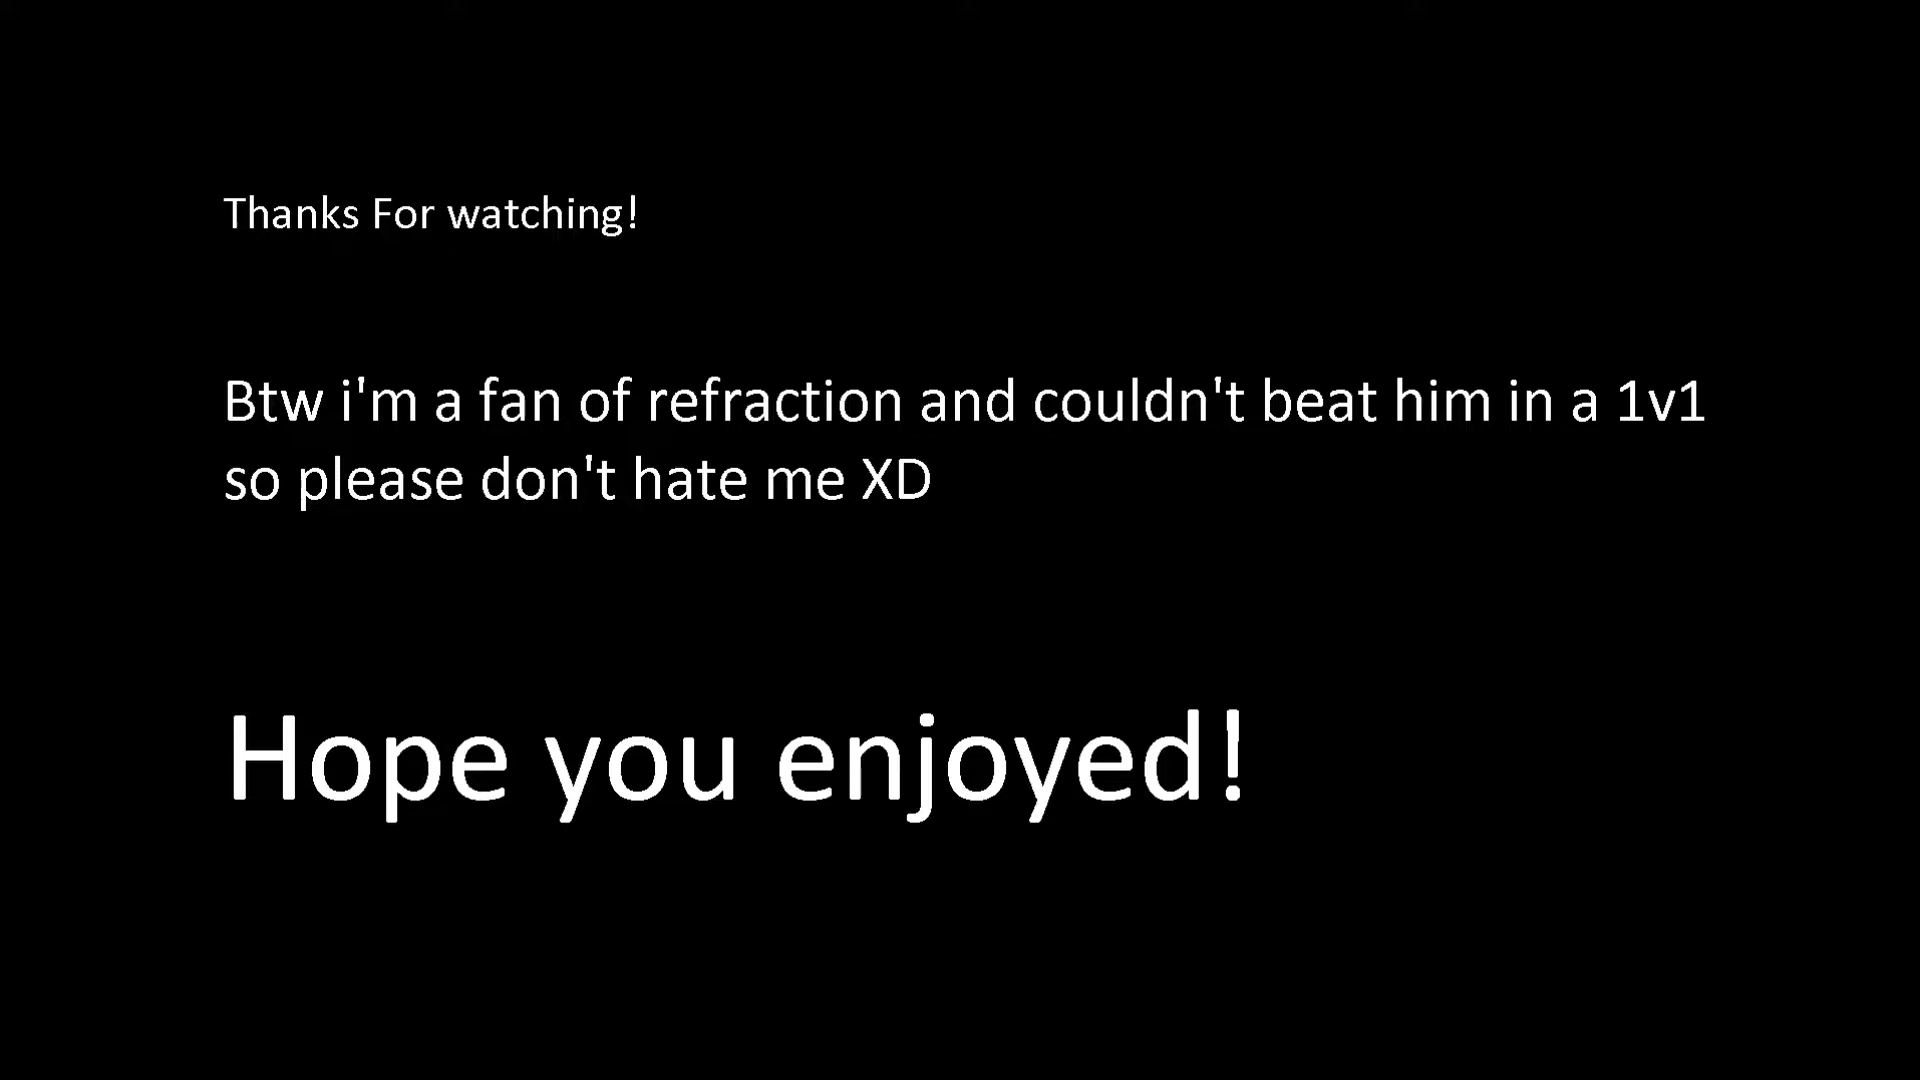 Thanks For watching!
Btw i'm a fan of refraction and couldn't beat him in a 1v1
so please don't hate me XD
Hope you enjoyed!